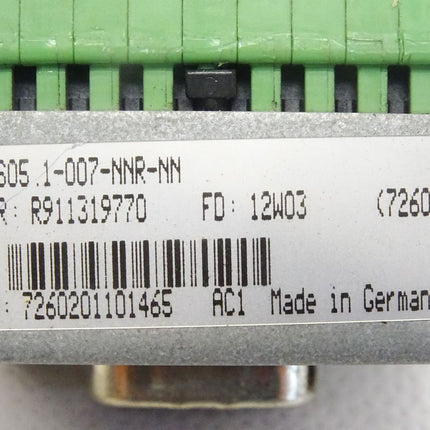 S05.1-007-NNR-NN
R: R911319770 FD: 12W03 (7260
: 7260201101465 AC1 Made in German